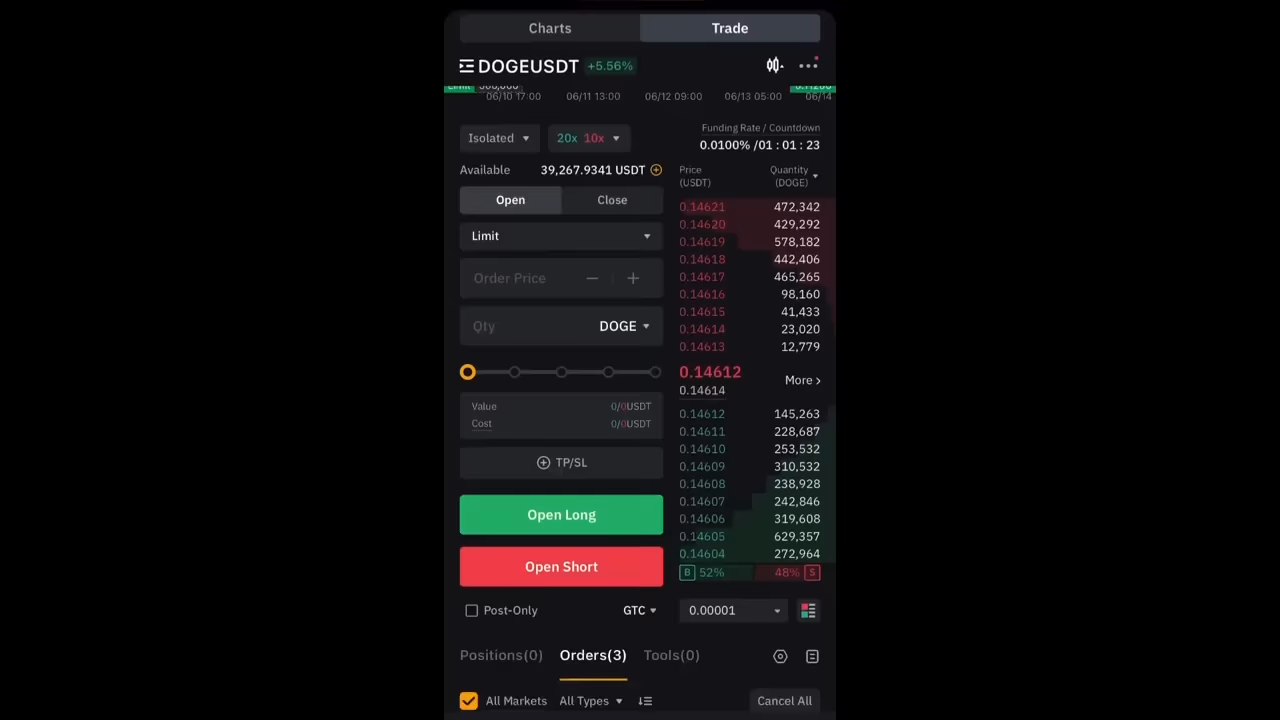 Charts Trade
DOGEUSDT +5.56%
Limit 500,000 0.11200
06/10 17:00 06/11 13:00 06/12 09:00 06/13 05:00 06/14
Isolated 20x 10x
Funding Rate / Countdown
0.0100% /01 : 01 : 23
Available 39,267.9341 USDT
Price (USDT) Quantity (DOGE)
Open Close
Limit
Order Price − +
Qty DOGE
Value 0/0USDT
Cost 0/0USDT
TP/SL
Open Long
Open Short
Post-Only GTC
0.14621 472,342
0.14620 429,292
0.14619 578,182
0.14618 442,406
0.14617 465,265
0.14616 98,160
0.14615 41,433
0.14614 23,020
0.14613 12,779
0.14612
0.14614
More >
0.14612 145,263
0.14611 228,687
0.14610 253,532
0.14609 310,532
0.14608 238,928
0.14607 242,846
0.14606 319,608
0.14605 629,357
0.14604 272,964
B 52% 48% S
0.00001
Positions(0) Orders(3) Tools(0)
All Markets All Types Cancel All